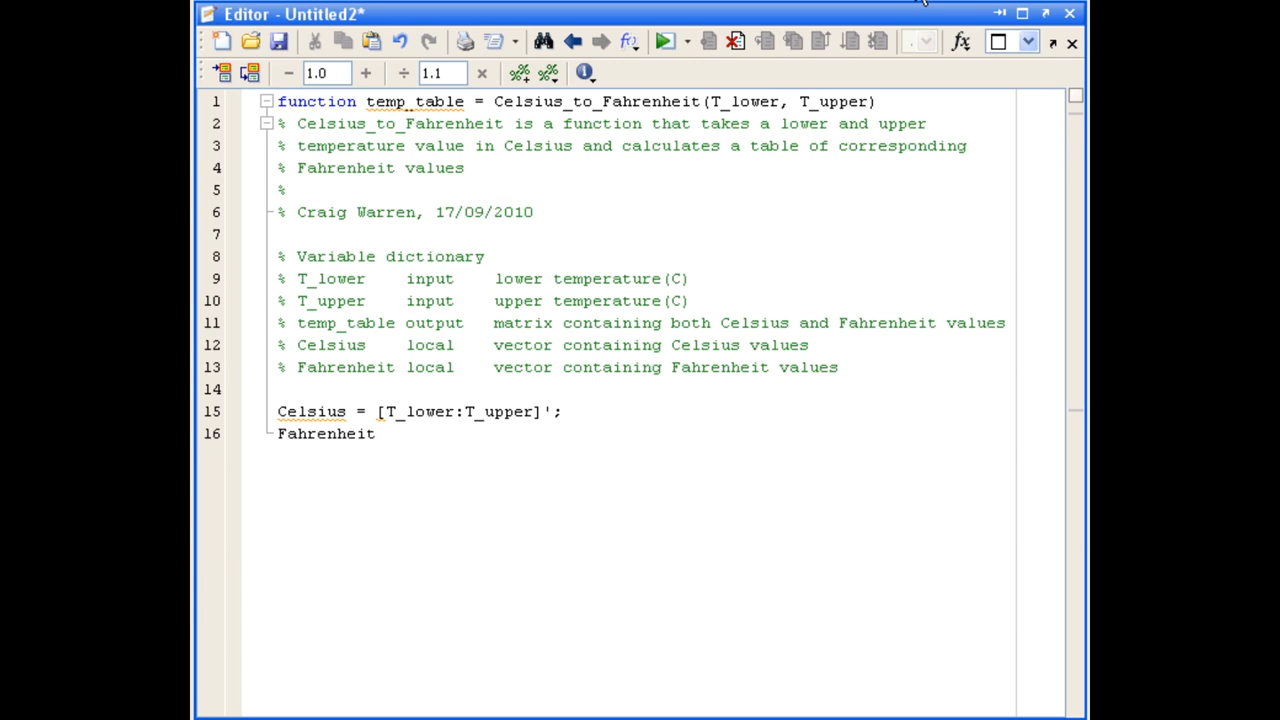 Editor - Untitled2*
1.0
1.1
1 function temp_table = Celsius_to_Fahrenheit(T_lower, T_upper)
2 % Celsius_to_Fahrenheit is a function that takes a lower and upper
3 % temperature value in Celsius and calculates a table of corresponding
4 % Fahrenheit values
5 %
6 % Craig Warren, 17/09/2010
7
8 % Variable dictionary
9 % T_lower input lower temperature(C)
10 % T_upper input upper temperature(C)
11 % temp_table output matrix containing both Celsius and Fahrenheit values
12 % Celsius local vector containing Celsius values
13 % Fahrenheit local vector containing Fahrenheit values
14
15 Celsius = [T_lower:T_upper]';
16 Fahrenheit